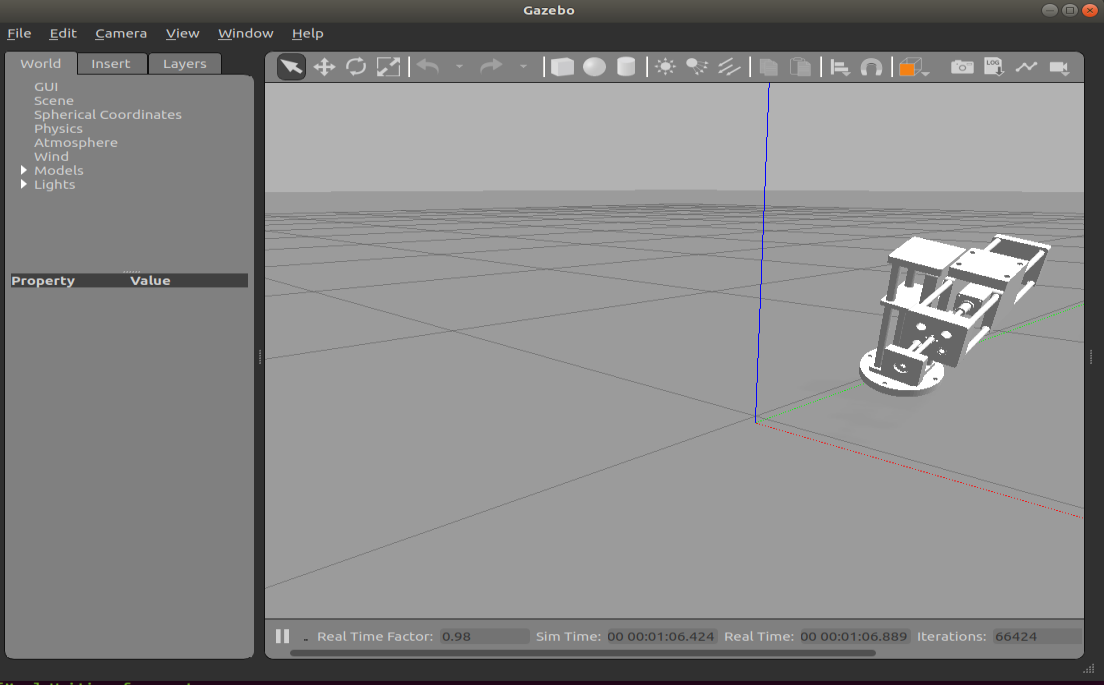 Gazebo
File Edit Camera View Window Help
World Insert Layers
LOG
GUI
Scene
Spherical Coordinates
Physics
Atmosphere
Wind
Models
Lights
Property Value
Real Time Factor: 0.98 Sim Time: 00 00:01:06.424 Real Time: 00 00:01:06.889 Iterations: 66424